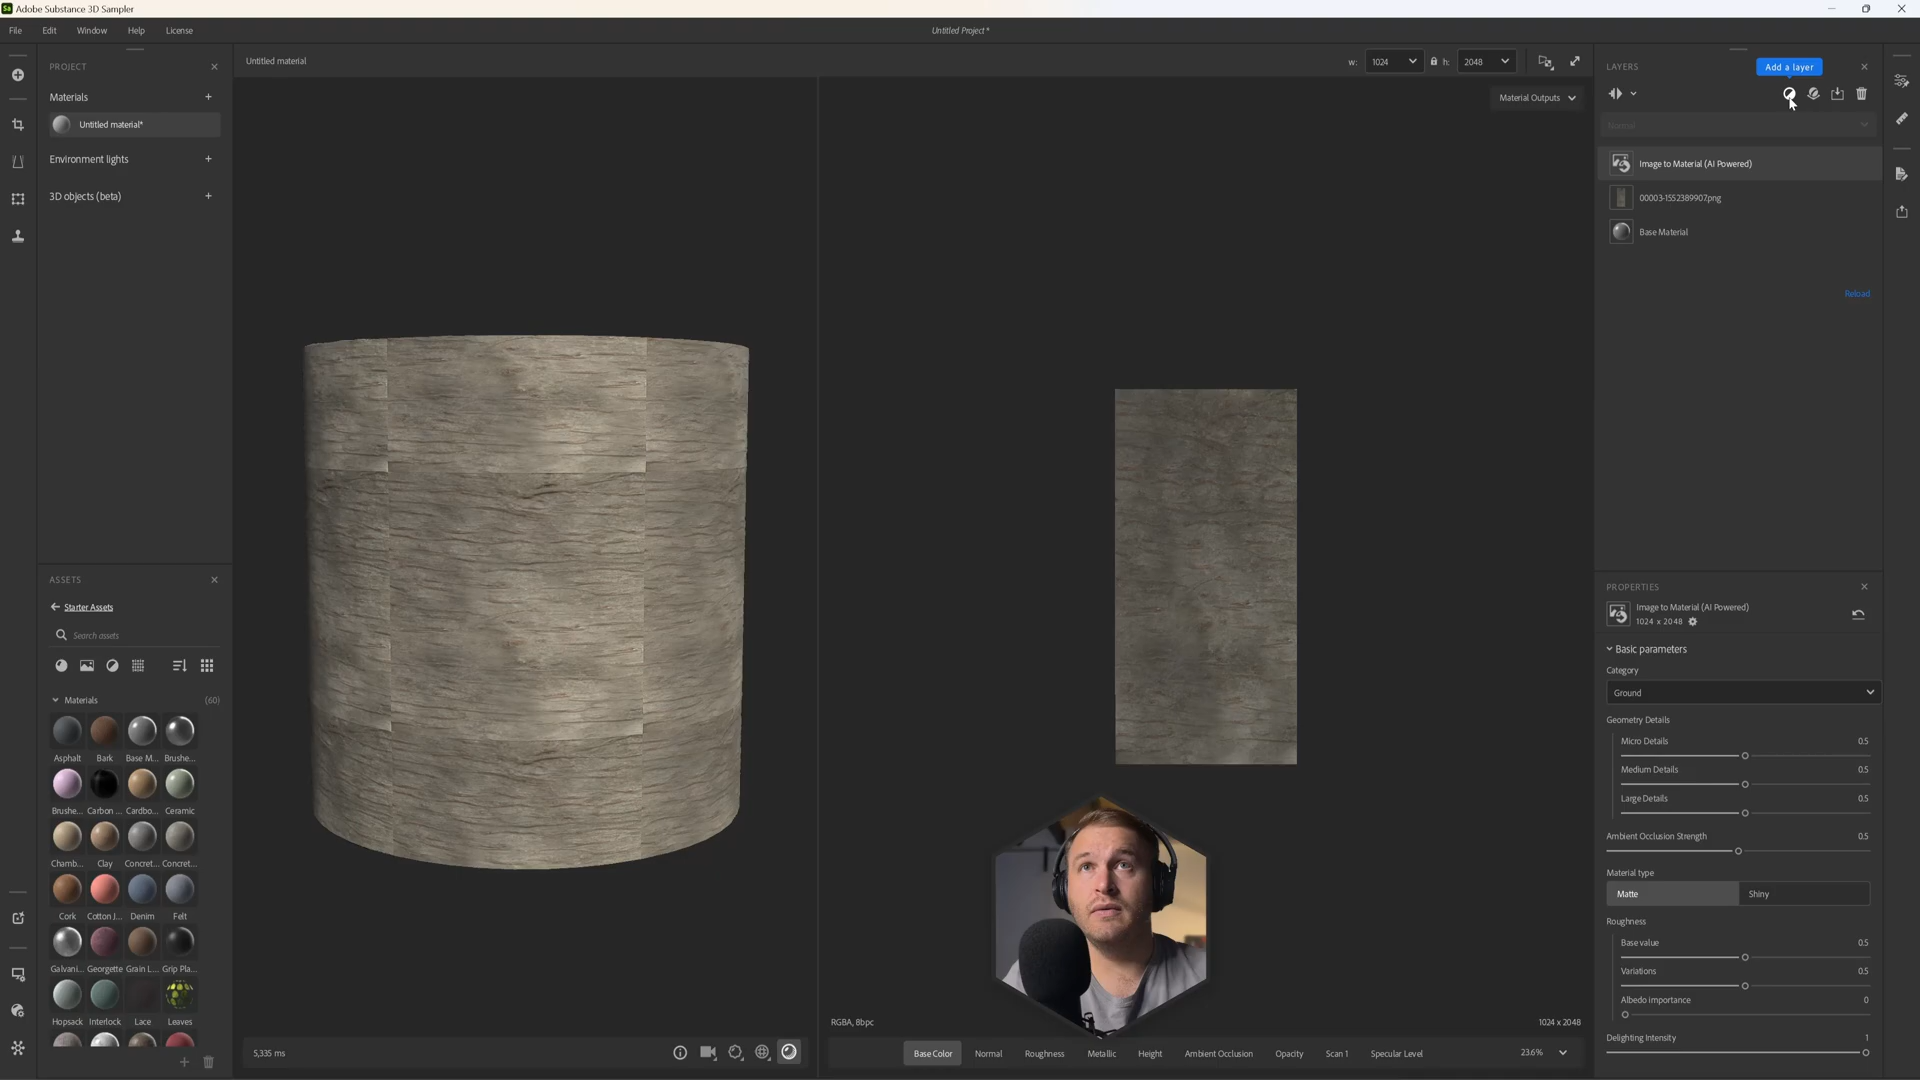 Sa Adobe Substance 3D Sampler
File Edit Window Help License
Untitled Project *
PROJECT
Materials
Untitled material*
Environment lights
3D objects (beta)
ASSETS
Starter Assets
Search assets
Materials (60)
Asphalt Bark Base M... Brushe...
Brushe... Carbon ... Cardbo... Ceramic
Chamb... Clay Concret... Concret...
Cork Cotton J... Denim Felt
Galvani... Georgette Grain L... Grip Pla...
Hopsack Interlock Lace Leaves
Untitled material
w: 1024 h: 2048
Material Outputs
5,335 ms
RGBA, 8bpc
1024 x 2048
Base Color Normal Roughness Metallic Height Ambient Occlusion Opacity Scan 1 Specular Level
23.6%
LAYERS
Add a layer
Normal
Image to Material (AI Powered)
00003-1552389907.png
Base Material
Reload
PROPERTIES
Image to Material (AI Powered)
1024 x 2048
Basic parameters
Category
Ground
Geometry Details
Micro Details 0.5
Medium Details 0.5
Large Details 0.5
Ambient Occlusion Strength 0.5
Material type
Matte Shiny
Roughness
Base value 0.5
Variations 0.5
Albedo importance 0
Delighting Intensity 1